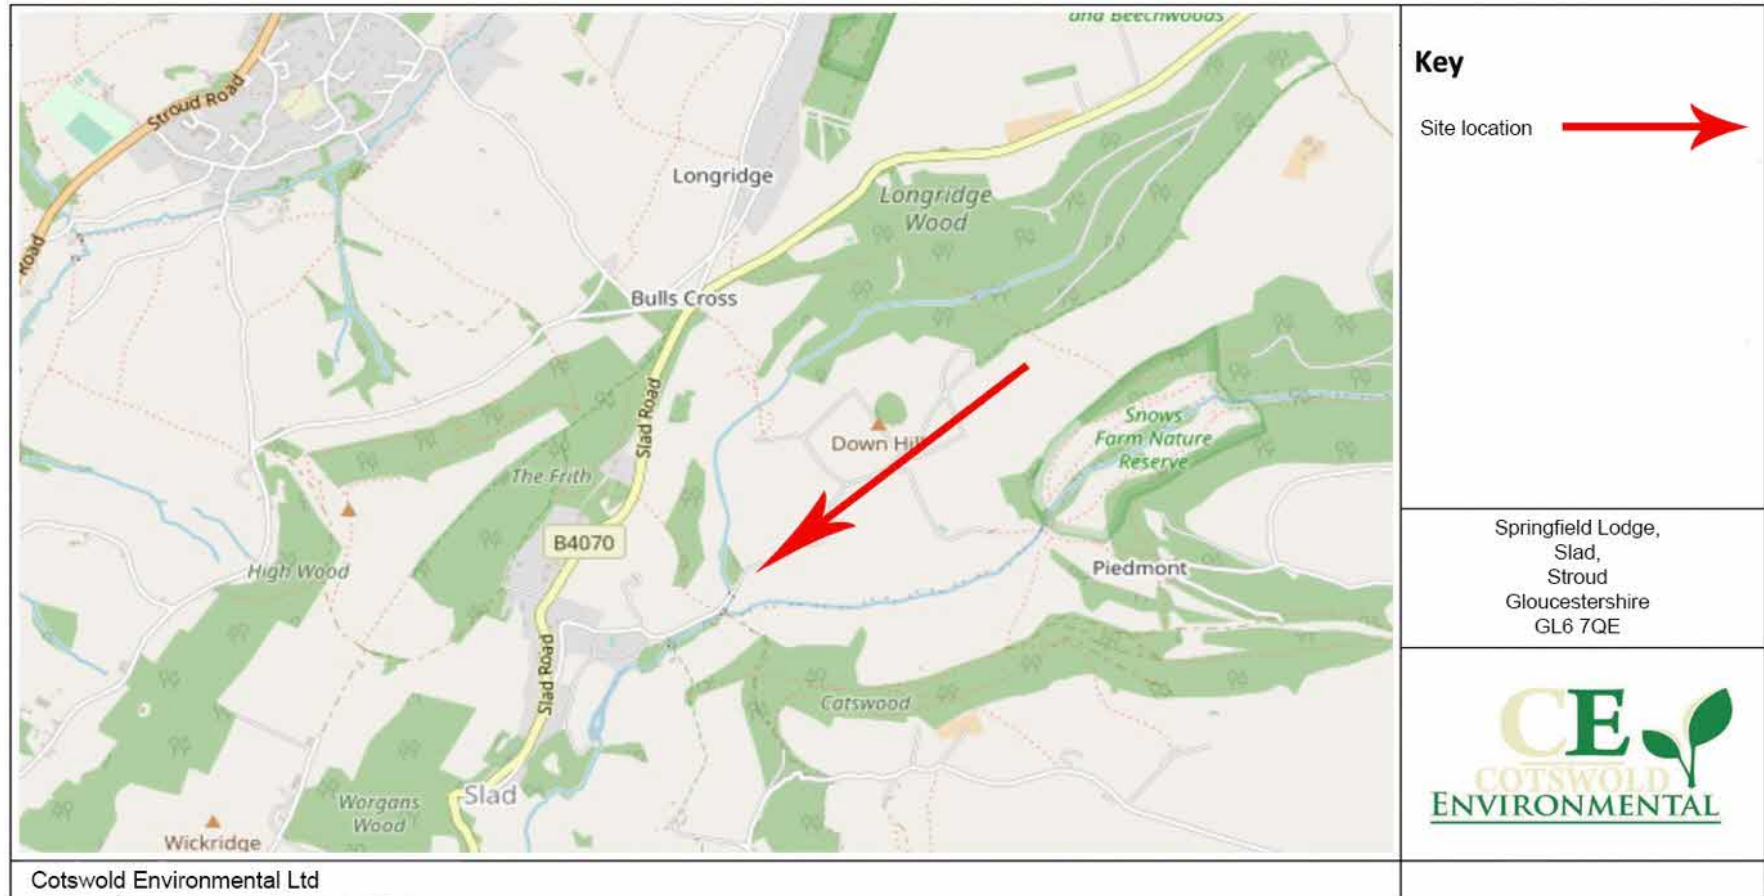 and Beechwoods
Stroud Road
Road
Longridge
Longridge
Wood
Bulls Cross
Slad Road
Down Hill
Snows
Farm Nature
Reserve
The Frith
B4070
High Wood
Piedmont
Slad Road
Catswood
Slad
Worgans
Wood
Wickridge
Key
Site location
Springfield Lodge,
Slad,
Stroud
Gloucestershire
GL6 7QE
CE
COTSWOLD
ENVIRONMENTAL
Cotswold Environmental Ltd